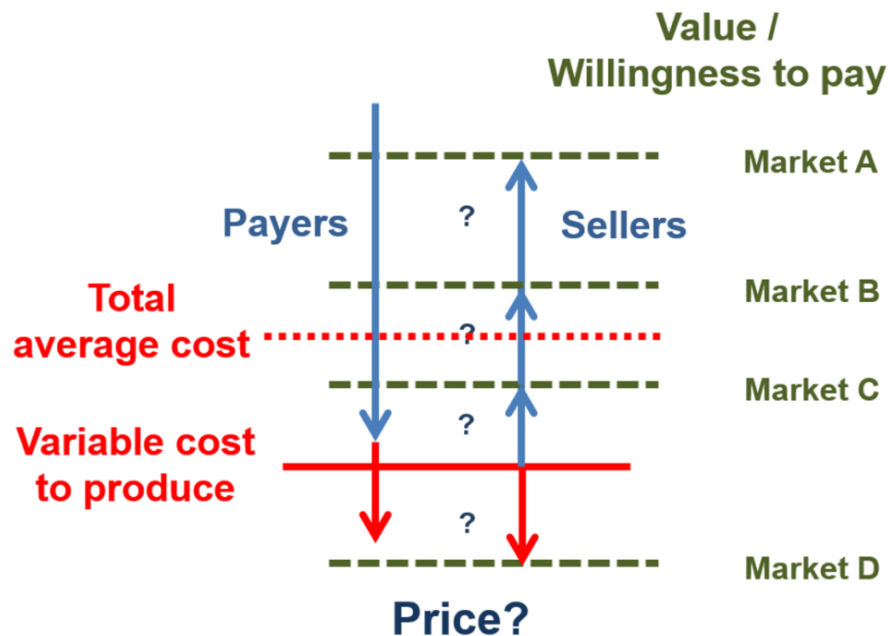 Value /
Willingness to pay
Market A
Payers
?
Sellers
Market B
Total
average cost
?
Market C
Variable cost
to produce
?
?
Market D
Price?